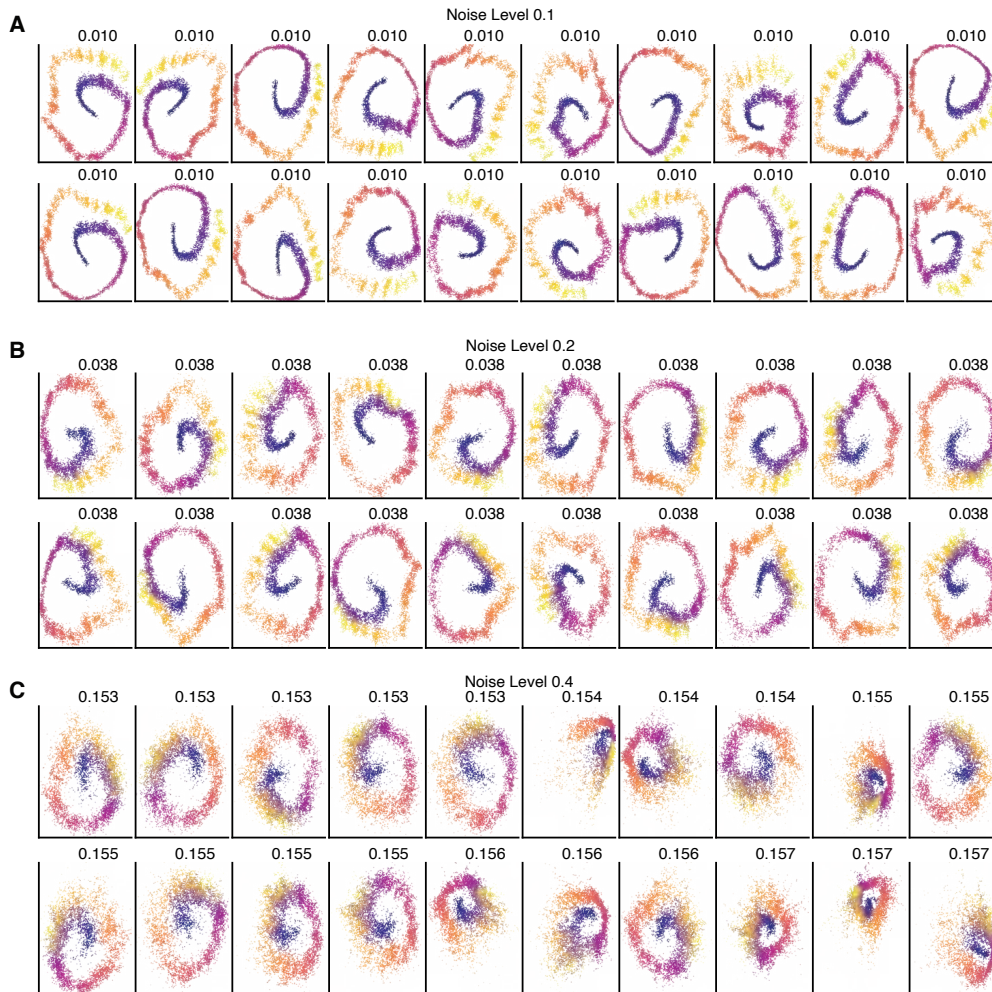 A
Noise Level 0.1
0.010 0.010 0.010 0.010 0.010 0.010 0.010 0.010 0.010 0.010
0.010 0.010 0.010 0.010 0.010 0.010 0.010 0.010 0.010 0.010
B
Noise Level 0.2
0.038 0.038 0.038 0.038 0.038 0.038 0.038 0.038 0.038 0.038
0.038 0.038 0.038 0.038 0.038 0.038 0.038 0.038 0.038 0.038
C
Noise Level 0.4
0.153 0.153 0.153 0.153 0.153 0.154 0.154 0.154 0.155 0.155
0.155 0.155 0.155 0.155 0.156 0.156 0.156 0.157 0.157 0.157